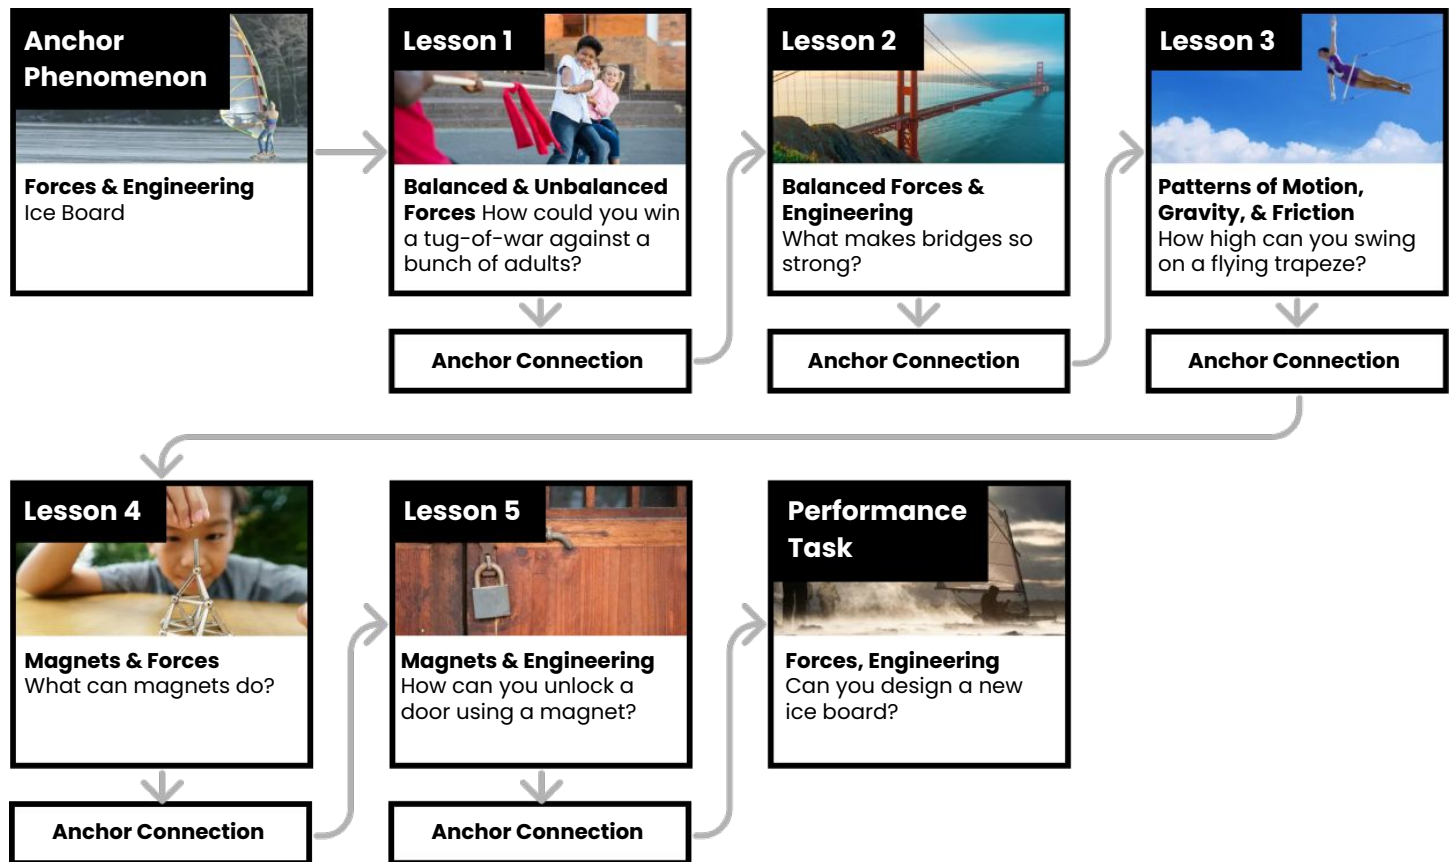 Anchor
Phenomenon
Forces & Engineering
Ice Board
Lesson 1
Balanced & Unbalanced
Forces How could you win
a tug-of-war against a
bunch of adults?
Anchor Connection
Lesson 2
Balanced Forces &
Engineering
What makes bridges so
strong?
Anchor Connection
Lesson 3
Patterns of Motion,
Gravity, & Friction
How high can you swing
on a flying trapeze?
Anchor Connection
Lesson 4
Magnets & Forces
What can magnets do?
Anchor Connection
Lesson 5
Magnets & Engineering
How can you unlock a
door using a magnet?
Anchor Connection
Performance
Task
Forces, Engineering
Can you design a new
ice board?